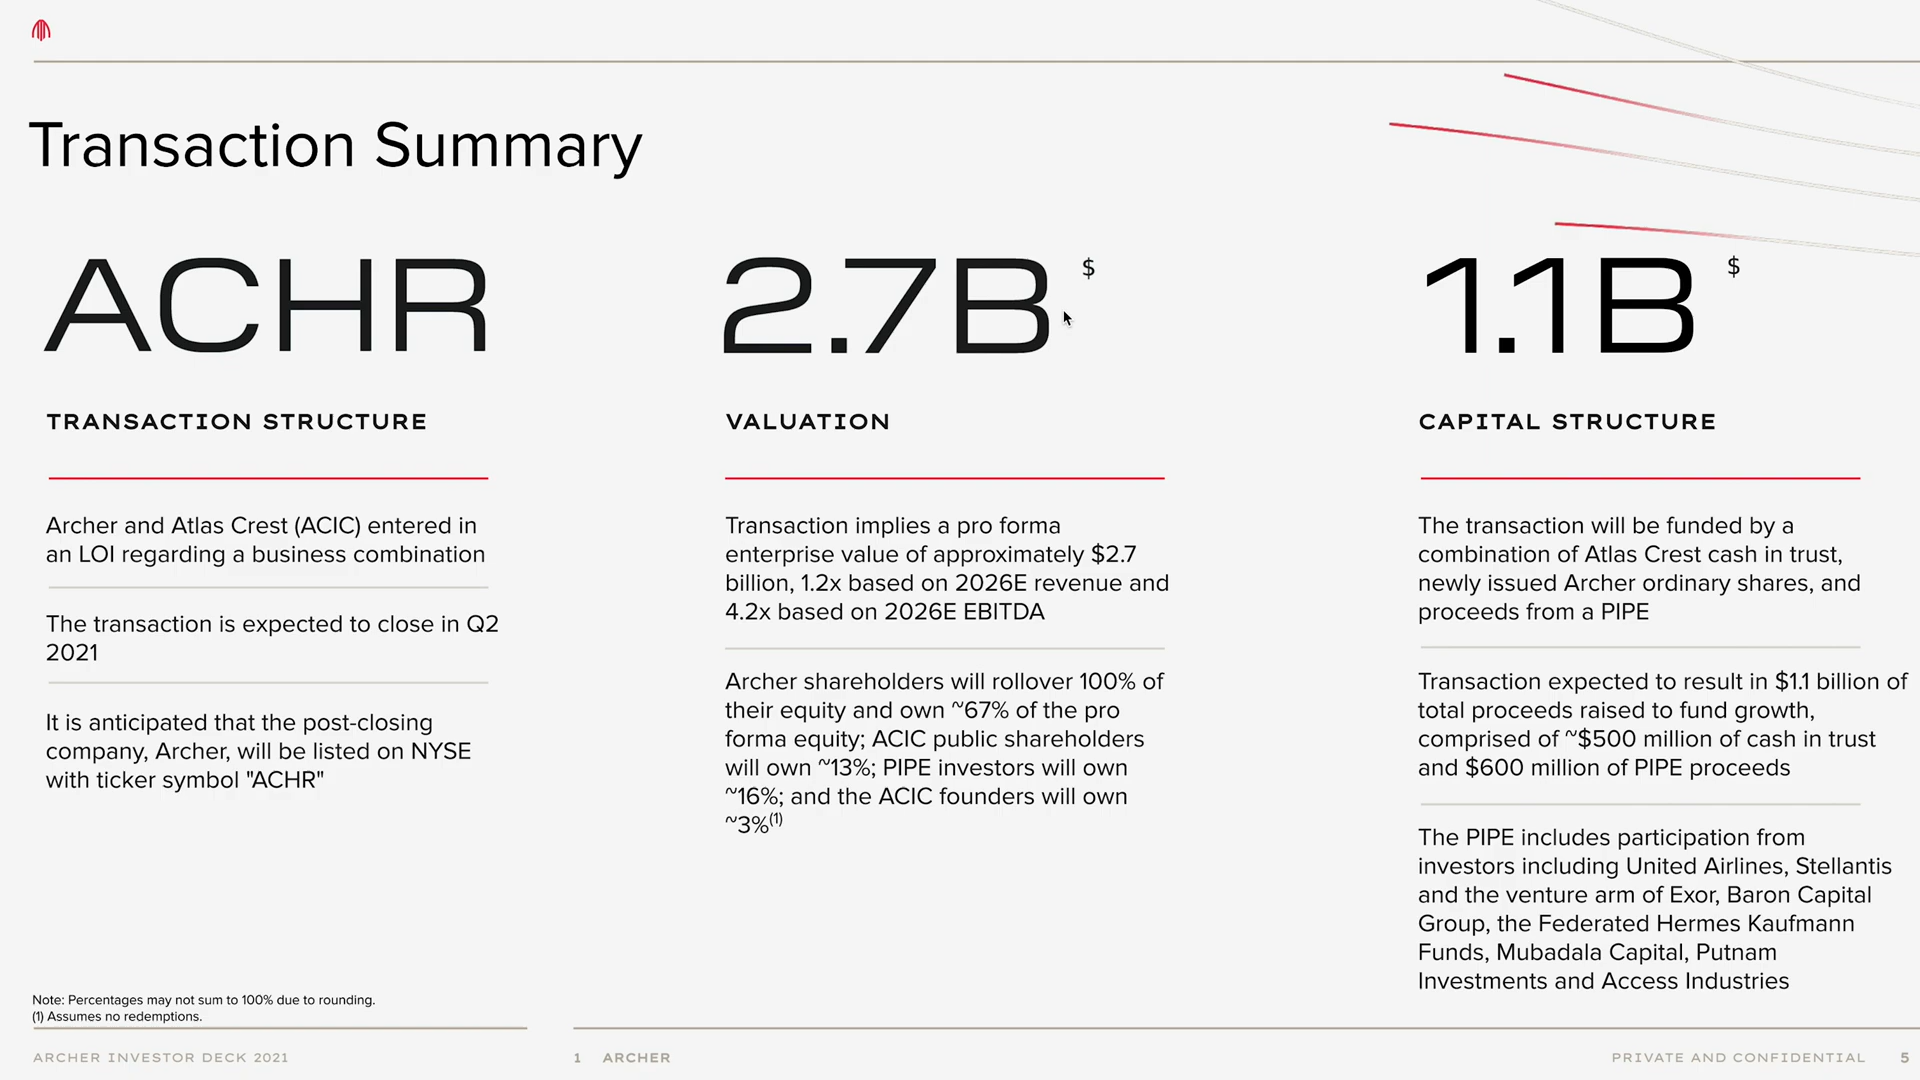 Transaction Summary
ACHR
TRANSACTION STRUCTURE
Archer and Atlas Crest (ACIC) entered in
an LOI regarding a business combination
The transaction is expected to close in Q2
2021
It is anticipated that the post-closing
company, Archer, will be listed on NYSE
with ticker symbol "ACHR"
2.7B $
VALUATION
Transaction implies a pro forma
enterprise value of approximately $2.7
billion, 1.2x based on 2026E revenue and
4.2x based on 2026E EBITDA
Archer shareholders will rollover 100% of
their equity and own ~67% of the pro
forma equity; ACIC public shareholders
will own ~13%; PIPE investors will own
~16%; and the ACIC founders will own
~3%(1)
1.1B $
CAPITAL STRUCTURE
The transaction will be funded by a
combination of Atlas Crest cash in trust,
newly issued Archer ordinary shares, and
proceeds from a PIPE
Transaction expected to result in $1.1 billion of
total proceeds raised to fund growth,
comprised of ~$500 million of cash in trust
and $600 million of PIPE proceeds
The PIPE includes participation from
investors including United Airlines, Stellantis
and the venture arm of Exor, Baron Capital
Group, the Federated Hermes Kaufmann
Funds, Mubadala Capital, Putnam
Investments and Access Industries
Note: Percentages may not sum to 100% due to rounding.
(1) Assumes no redemptions.
ARCHER INVESTOR DECK 2021
1 ARCHER
PRIVATE AND CONFIDENTIAL 5